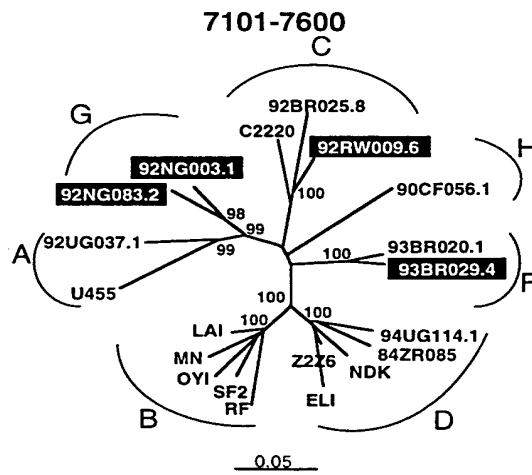 7101-7600
C
92BR025.8
G
C2220
92RW009.6
H
92NG003.1
92NG083.2
100
90CF056.1
98
99
92UG037.1
99
100
93BR020.1
A
93BR029.4
F
U455
100
100
100
LAI
94UG114.1
MN
Z2Z6
84ZR085
OYI
NDK
SF2
RF
ELI
B
D
0.05